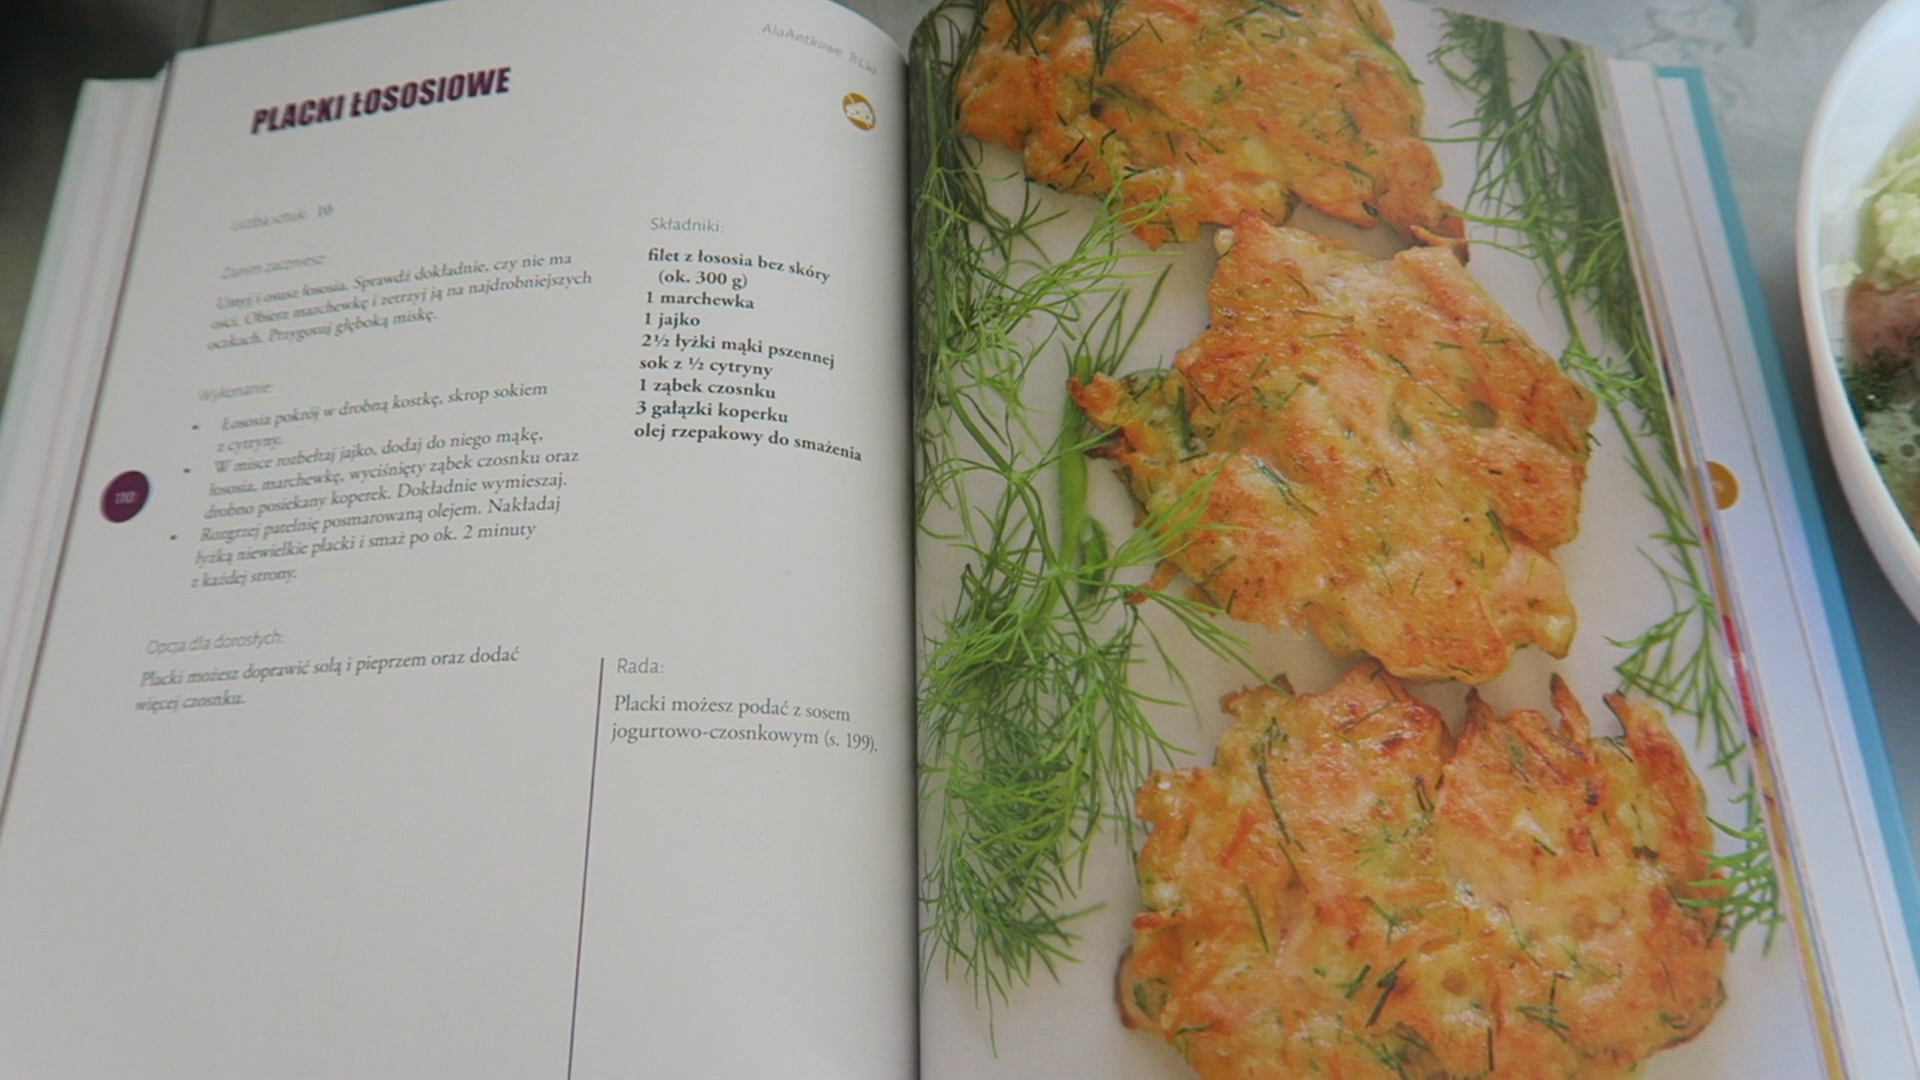 AlaAntkowe BLW
PLACKI ŁOSOSIOWE
Liczba sztuk: 10
Zanim zaczniesz:
Umyj i osusz łososia. Sprawdź dokładnie, czy nie ma
ości. Obierz marchewkę i zetrzyj ją na najdrobniejszych
oczkach. Przygotuj głęboką miskę.
Wykonanie:
• Łososia pokrój w drobną kostkę, skrop sokiem
z cytryny.
• W misce rozbełtaj jajko, dodaj do niego mąkę,
łososia, marchewkę, wyciśnięty ząbek czosnku oraz
drobno posiekany koperek. Dokładnie wymieszaj.
• Rozgrzej patelnię posmarowaną olejem. Nakładaj
łyżką niewielkie placki i smaż po ok. 2 minuty
z każdej strony.
110
Opcja dla dorosłych:
Placki możesz doprawić solą i pieprzem oraz dodać
więcej czosnku.
Składniki:
filet z łososia bez skóry
(ok. 300 g)
1 marchewka
1 jajko
2½ łyżki mąki pszennej
sok z ½ cytryny
1 ząbek czosnku
3 gałązki koperku
olej rzepakowy do smażenia
Rada:
Placki możesz podać z sosem
jogurtowo-czosnkowym (s. 199).